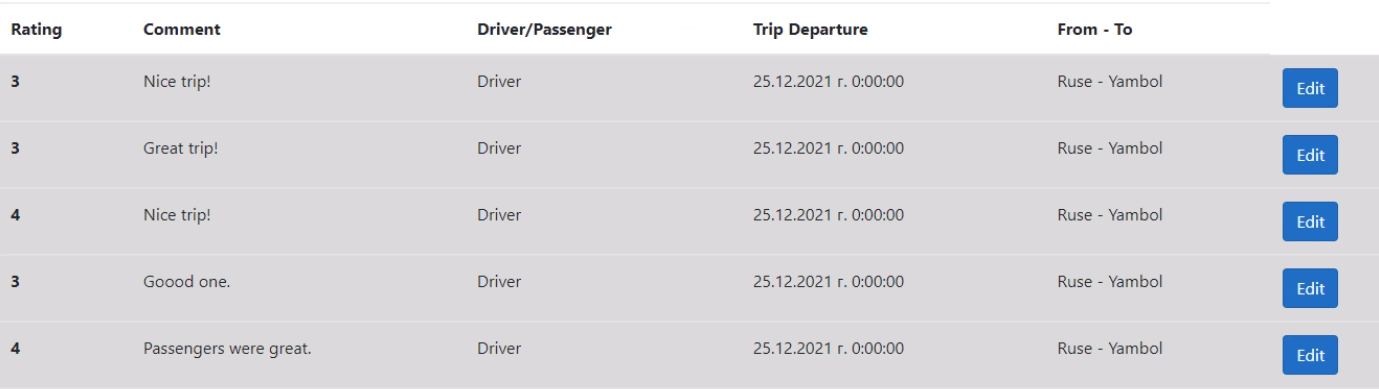 Rating Comment Driver/Passenger Trip Departure From - To
3 Nice trip! Driver 25.12.2021 г. 0:00:00 Ruse - Yambol Edit
3 Great trip! Driver 25.12.2021 г. 0:00:00 Ruse - Yambol Edit
4 Nice trip! Driver 25.12.2021 г. 0:00:00 Ruse - Yambol Edit
3 Goood one. Driver 25.12.2021 г. 0:00:00 Ruse - Yambol Edit
4 Passengers were great. Driver 25.12.2021 г. 0:00:00 Ruse - Yambol Edit